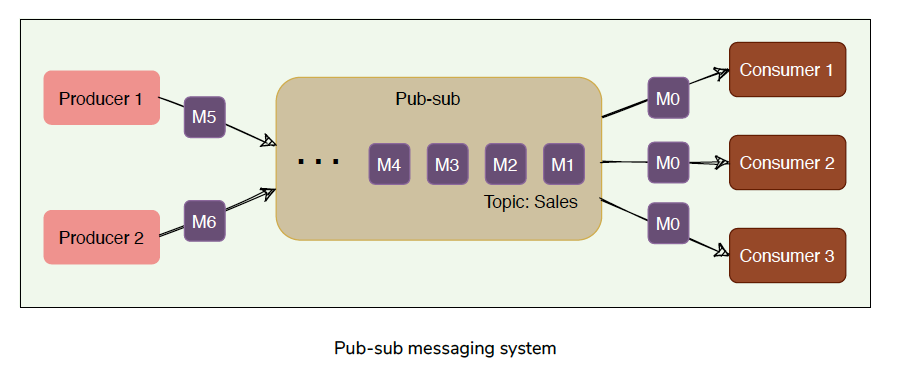 Producer 1
M5
Producer 2
M6
Pub-sub
. . .
M4 M3 M2 M1
Topic: Sales
M0
M0
M0
Consumer 1
Consumer 2
Consumer 3
Pub-sub messaging system